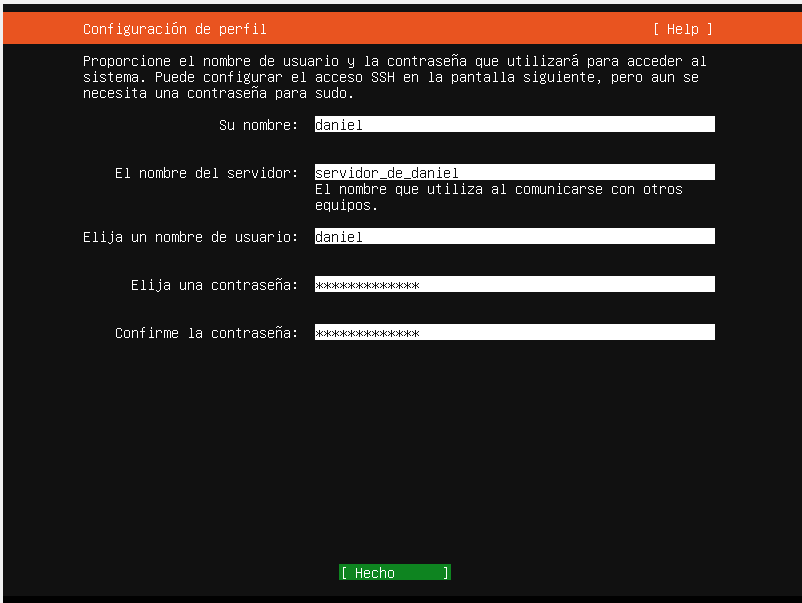 Configuración de perfil [ Help ]
Proporcione el nombre de usuario y la contraseña que utilizará para acceder al
sistema. Puede configurar el acceso SSH en la pantalla siguiente, pero aun se
necesita una contraseña para sudo.
Su nombre: daniel
El nombre del servidor: servidor_de_daniel
El nombre que utiliza al comunicarse con otros
equipos.
Elija un nombre de usuario: daniel
Elija una contraseña: *************
Confirme la contraseña: *************
[ Hecho ]